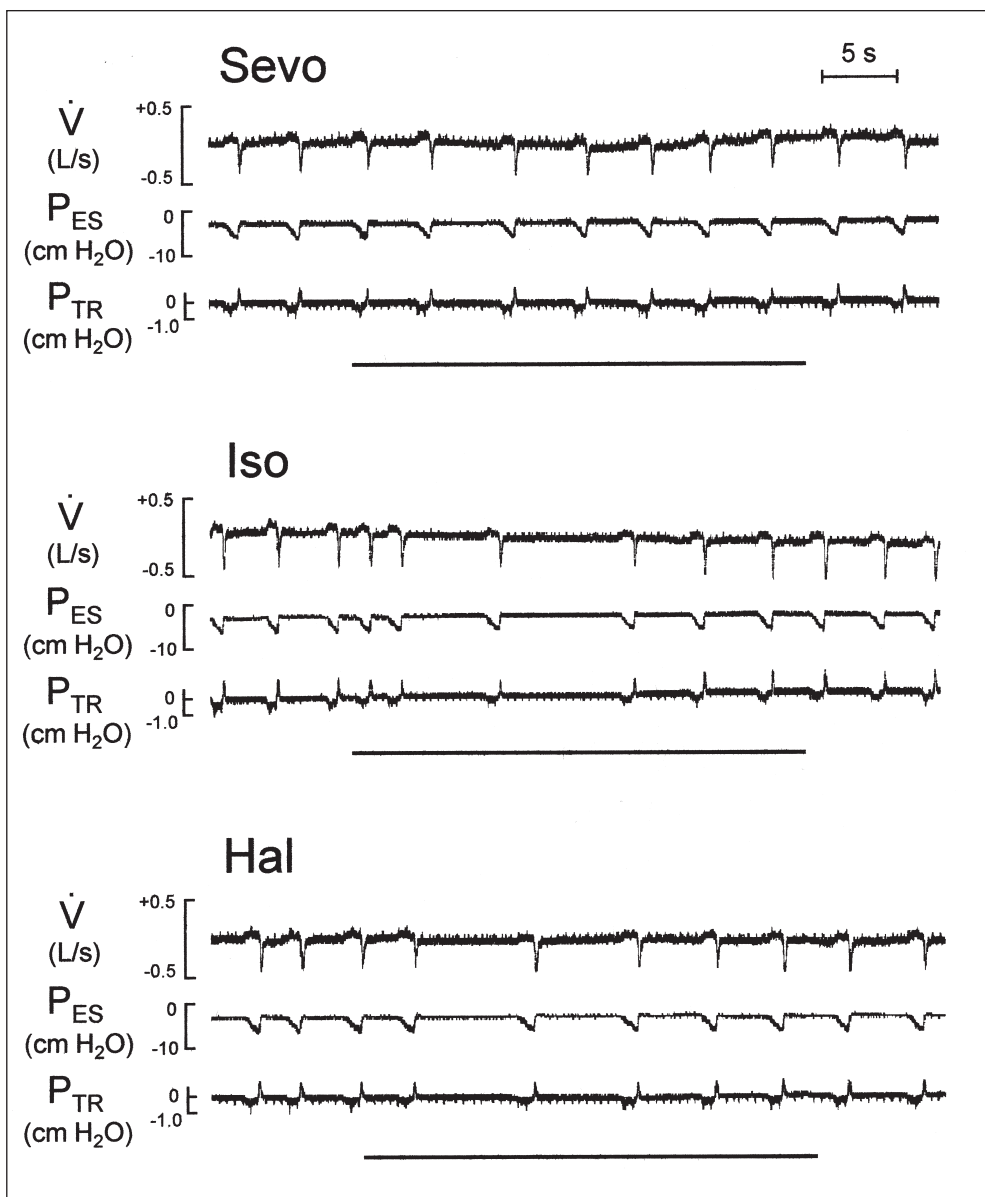 Sevo
5 s
V̇
(L/s)
+0.5
-0.5
P_ES
(cm H₂O)
0
-10
P_TR
(cm H₂O)
0
-1.0
Iso
V̇
(L/s)
+0.5
-0.5
P_ES
(cm H₂O)
0
-10
P_TR
(cm H₂O)
0
-1.0
Hal
V̇
(L/s)
+0.5
-0.5
P_ES
(cm H₂O)
0
-10
P_TR
(cm H₂O)
0
-1.0